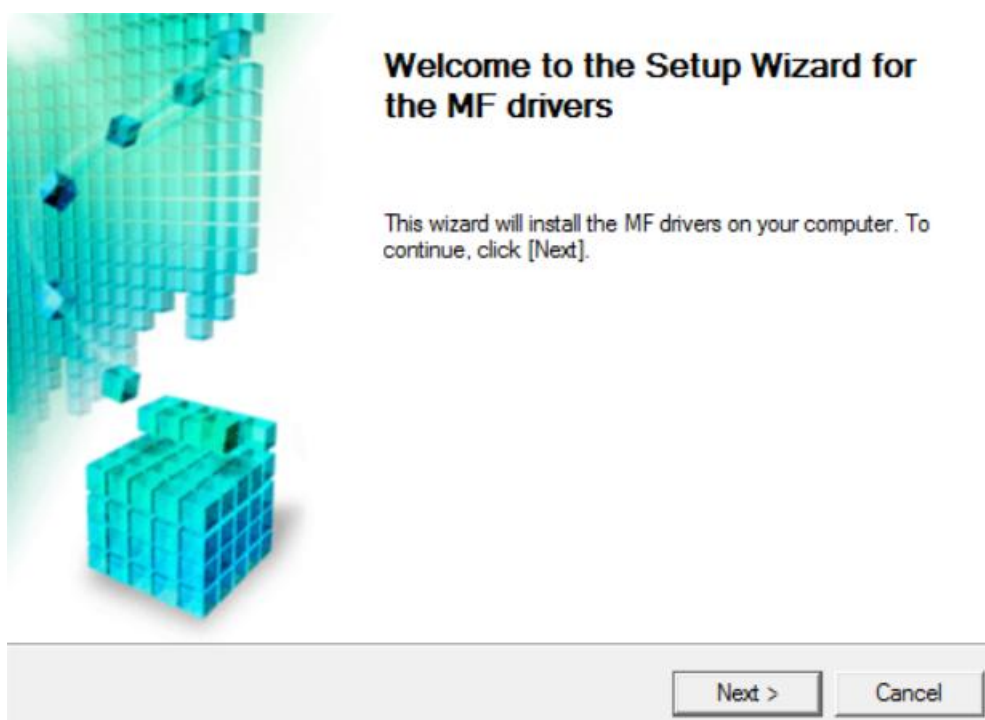 Welcome to the Setup Wizard for
the MF drivers
This wizard will install the MF drivers on your computer. To
continue, click [Next].
Next >
Cancel